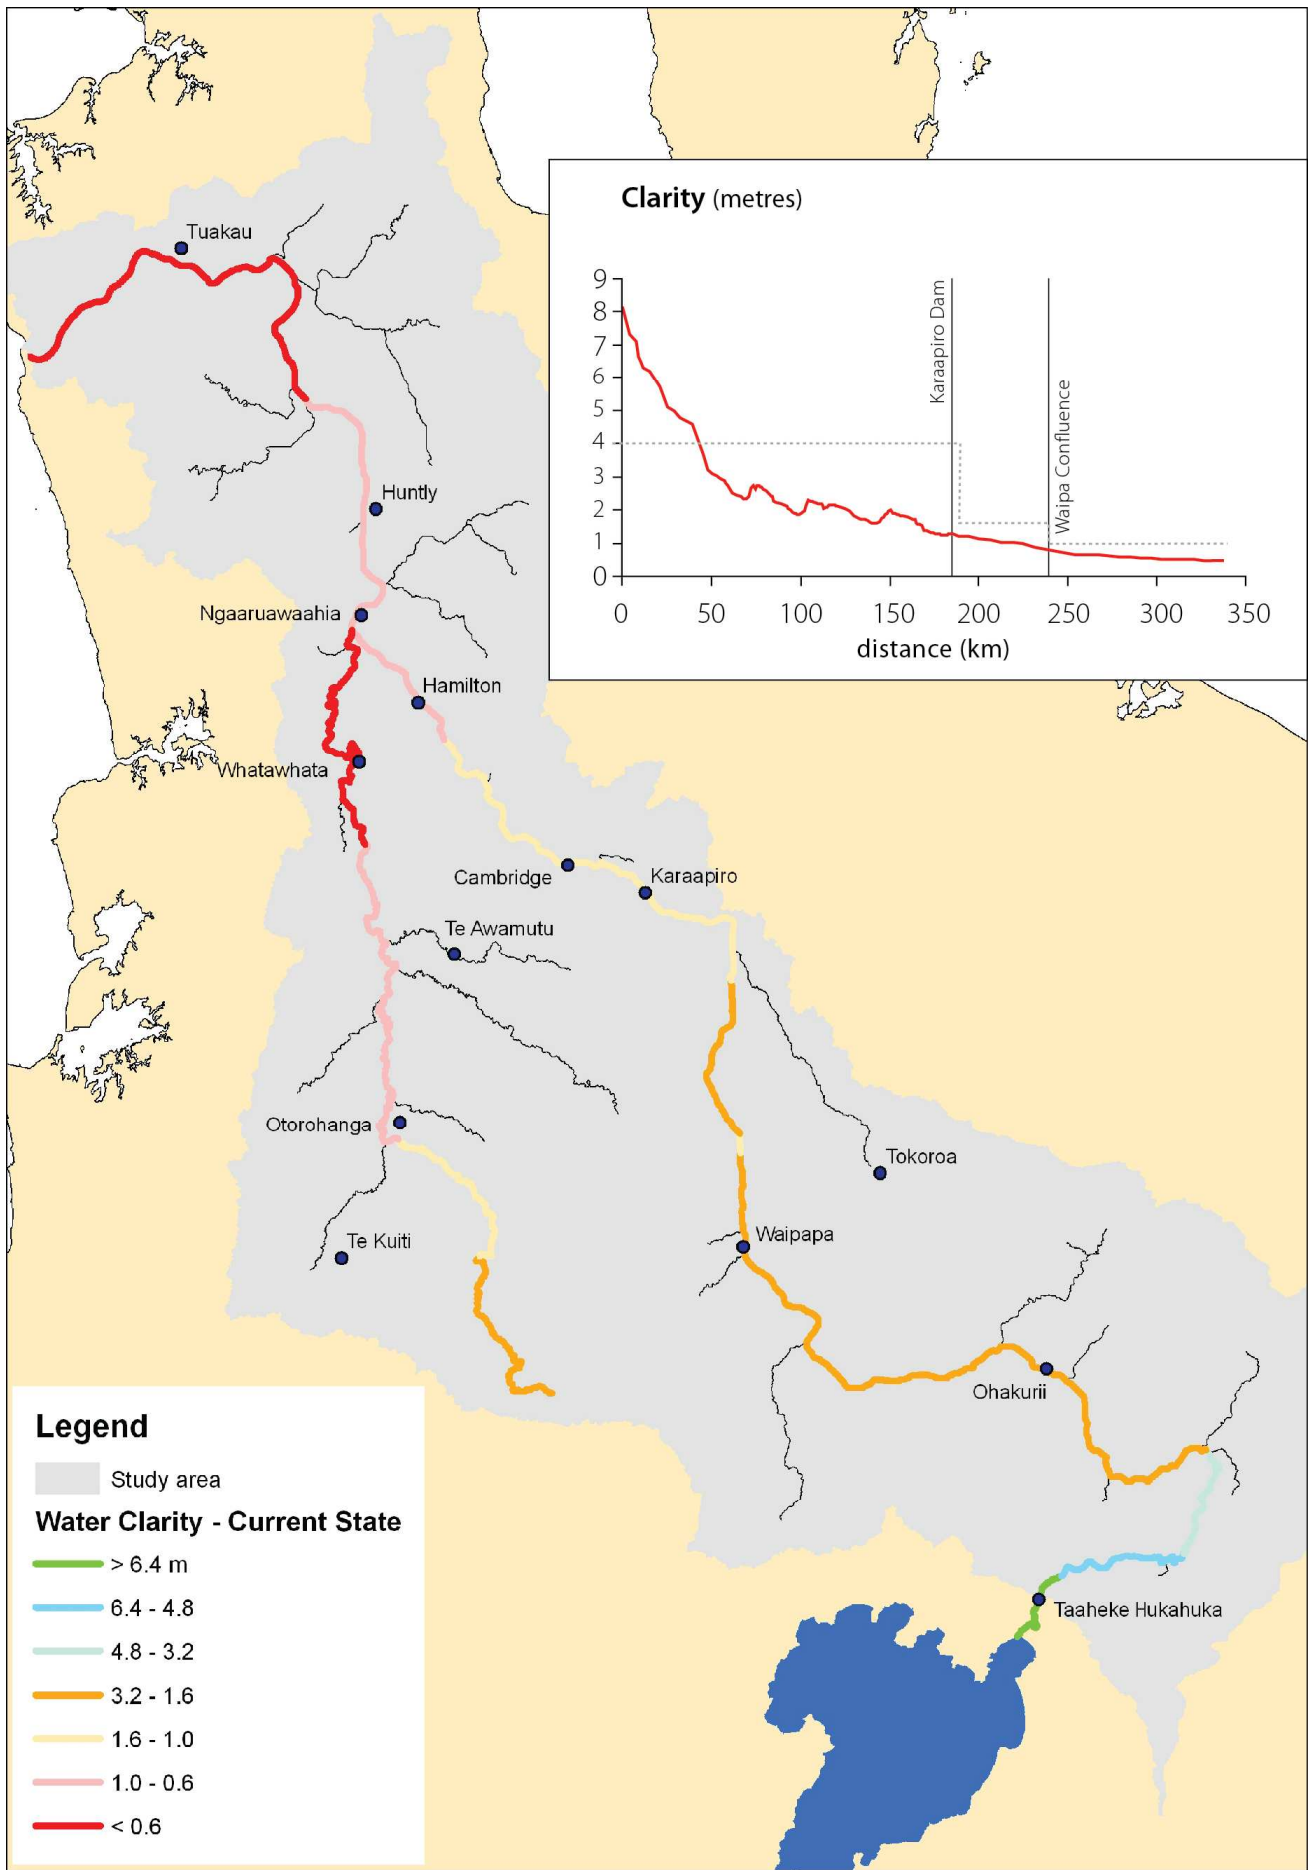 Tuakau
Clarity (metres)
9
8
7
6
5
4
3
2
1
0
Karaapiro Dam
Waipa Confluence
0 50 100 150 200 250 300 350
distance (km)
Huntly
Ngaaruawaahia
Hamilton
Whatawhata
Cambridge
Karaapiro
Te Awamutu
Otorohanga
Tokoroa
Te Kuiti
Waipapa
Ohakurii
Taaheke Hukahuka
Legend
Study area
Water Clarity - Current State
> 6.4 m
6.4 - 4.8
4.8 - 3.2
3.2 - 1.6
1.6 - 1.0
1.0 - 0.6
< 0.6